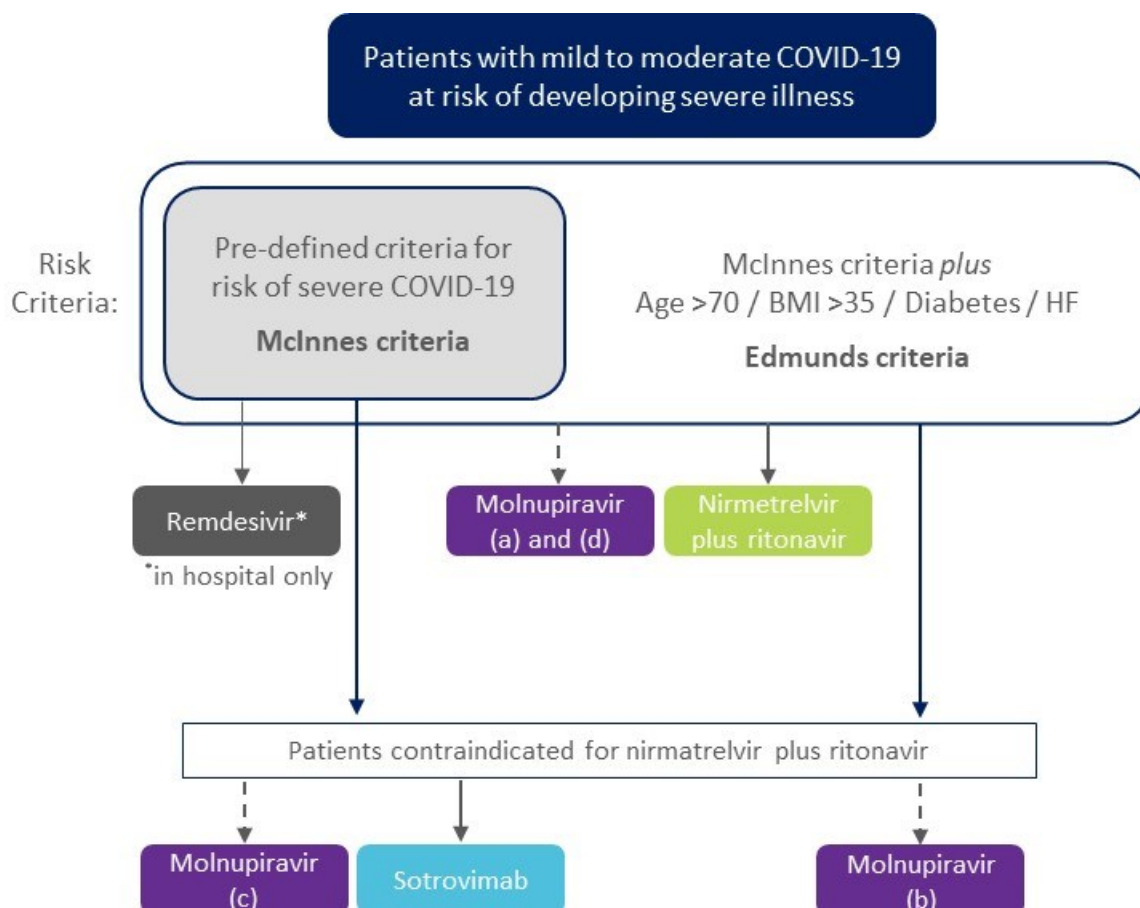 Patients with mild to moderate COVID-19
at risk of developing severe illness
Risk
Criteria:
Pre-defined criteria for
risk of severe COVID-19
McInnes criteria
McInnes criteria plus
Age >70 / BMI >35 / Diabetes / HF
Edmunds criteria
Remdesivir*
*in hospital only
Molnupiravir
(a) and (d)
Nirmetrelvir
plus ritonavir
Patients contraindicated for nirmatrelvir plus ritonavir
Molnupiravir
(c)
Sotrovimab
Molnupiravir
(b)